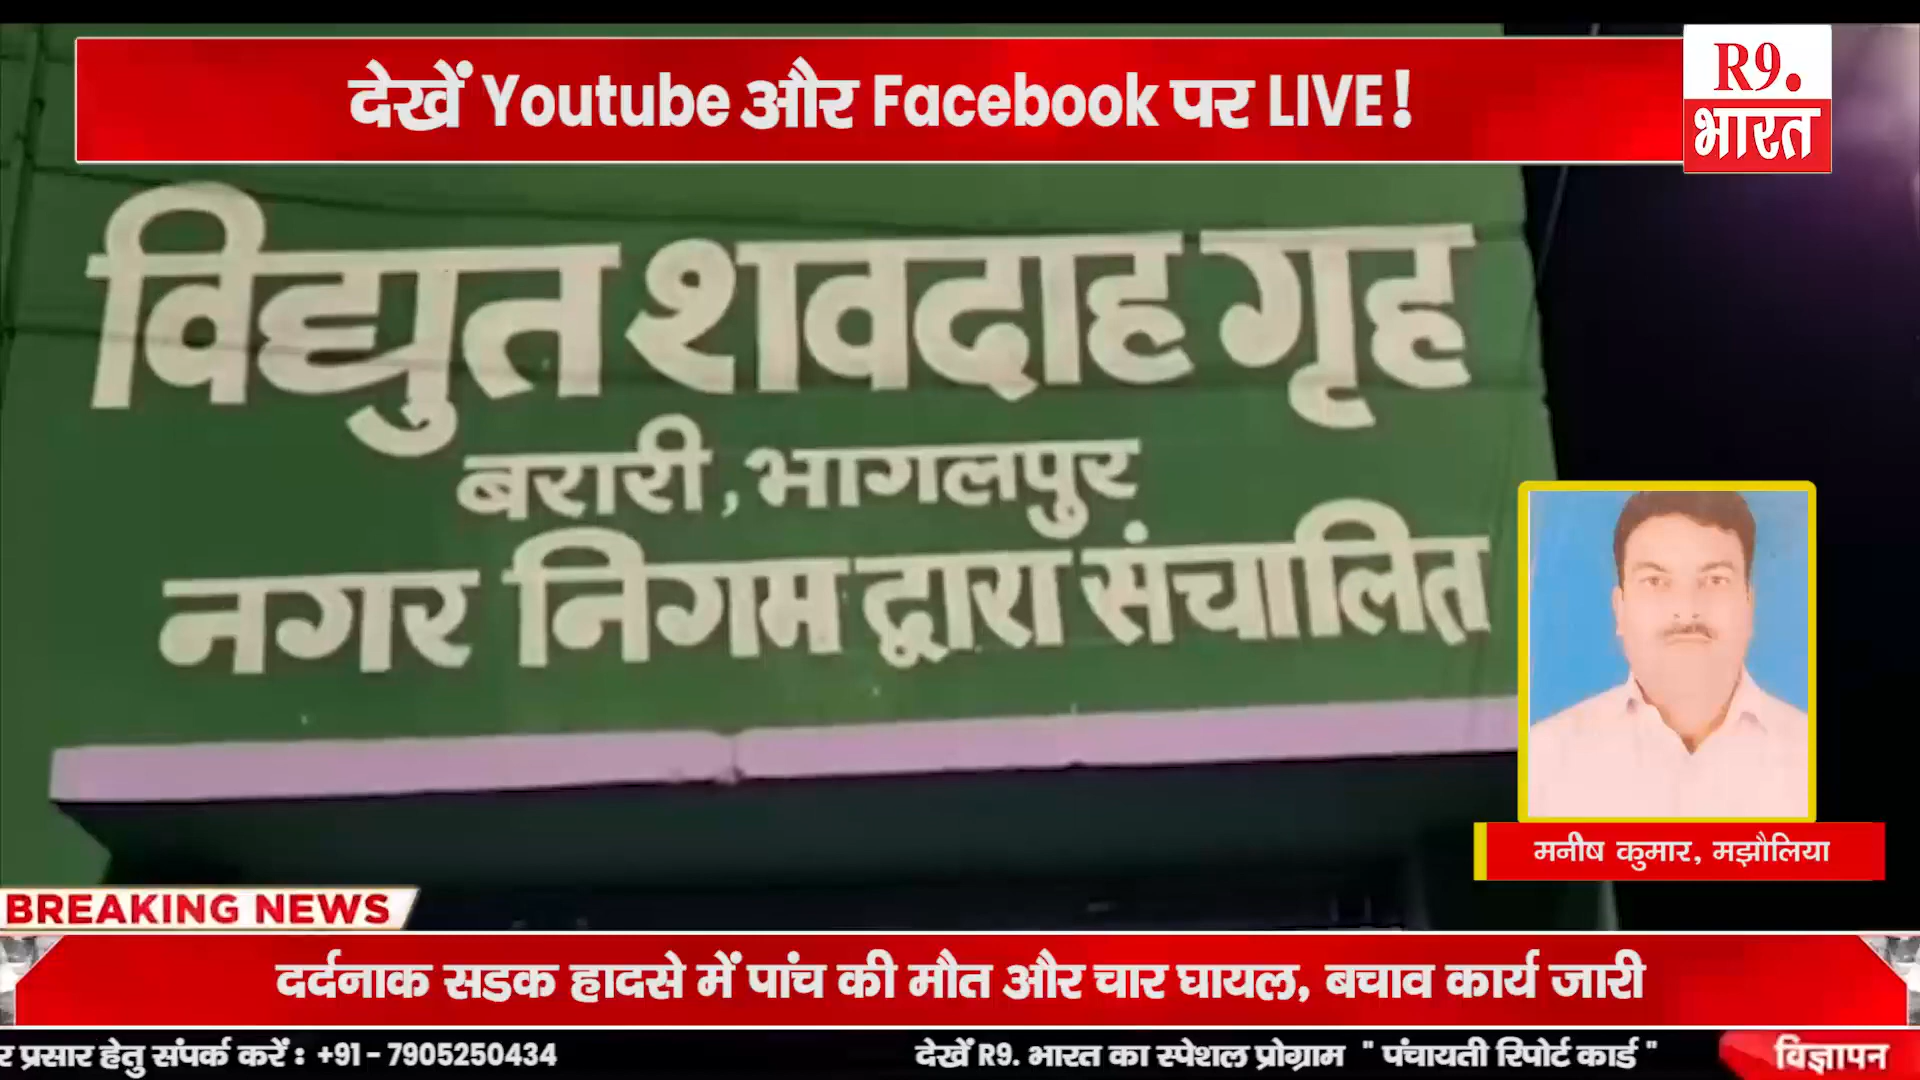 देखें Youtube और Facebook पर LIVE!
R9.
भारत
विद्युत शवदाह गृह
बरारी, भागलपुर
नगर निगम द्वारा संचालित
मनीष कुमार, मझौलिया
BREAKING NEWS
दर्दनाक सडक हादसे में पांच की मौत और चार घायल, बचाव कार्य जारी
र प्रसार हेतु संपर्क करें : +91 - 7905250434 देखें R9. भारत का स्पेशल प्रोग्राम " पंचायती रिपोर्ट कार्ड " विज्ञापन